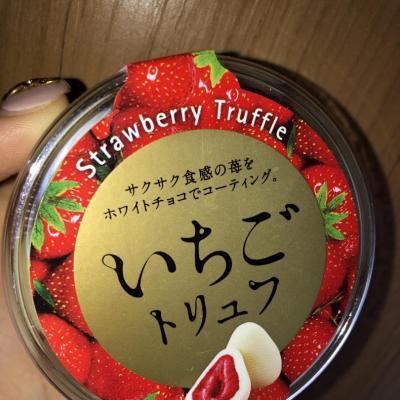 Strawberry Truffle
サクサク食感の苺を
ホワイトチョコでコーティング。
いちご
トリュフ